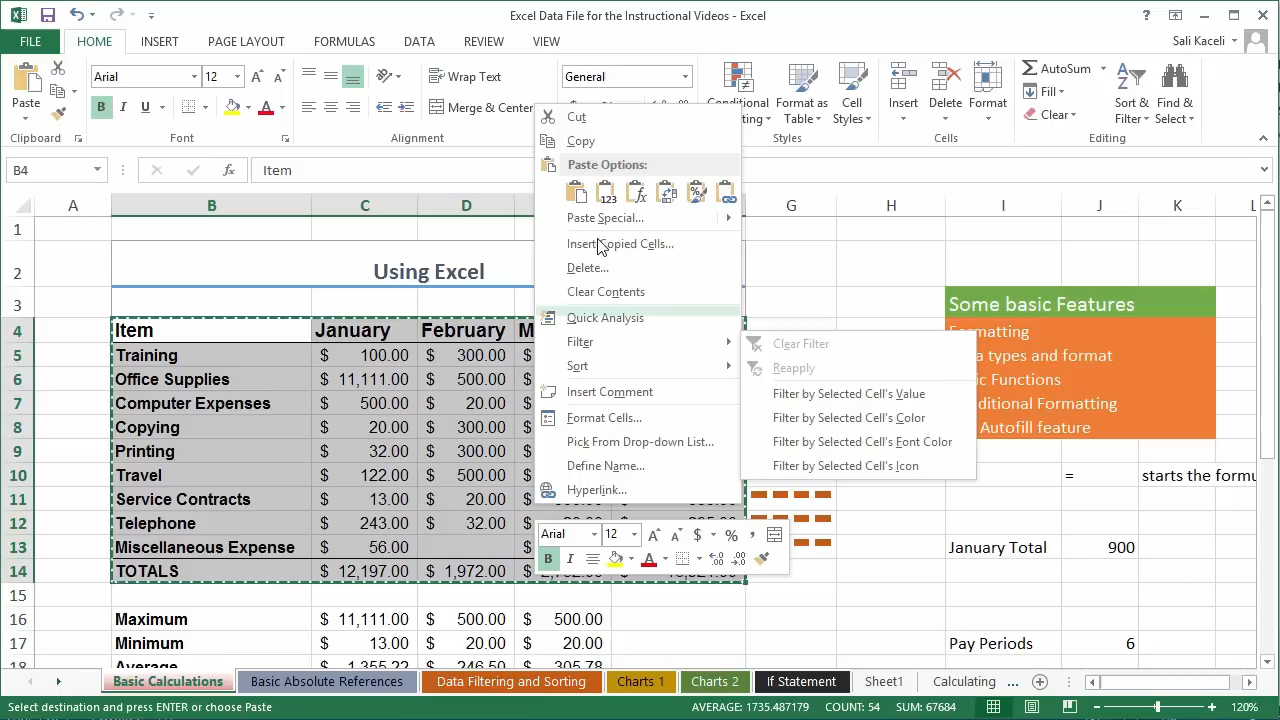 Excel Data File for the Instructional Videos - Excel
FILE HOME INSERT PAGE LAYOUT FORMULAS DATA REVIEW VIEW Sali Kaceli
Paste
Arial 12
Wrap Text
General
Conditional Format as Cell
Table Styles
Insert Delete Format
AutoSum
Fill
Clear
Sort & Find &
Filter Select
B I U
Merge & Center
Clipboard Font Alignment Styles Cells Editing
B4 fx Item
A B C D G H I J K L
1
2 Using Excel
3 Some basic Features
4 Item January February M Formatting
5 Training $ 100.00 $ 300.00 a types and format
6 Office Supplies $ 11,111.00 $ 500.00 ic Functions
7 Computer Expenses $ 500.00 $ 20.00 ditional Formatting
8 Copying $ 20.00 $ 300.00 Autofill feature
9 Printing $ 32.00 $ 300.00
10 Travel $ 122.00 $ 500.00 = starts the formu
11 Service Contracts $ 13.00 $ 20.00
12 Telephone $ 243.00 $ 32.00
13 Miscellaneous Expense $ 56.00 $ January Total 900
14 TOTALS $ 12,197.00 $ 1,972.00 $
15
16 Maximum $ 11,111.00 $ 500.00 $ 500.00
17 Minimum $ 13.00 $ 20.00 $ 20.00 Pay Periods 6
18 Average 1,355.22 246.50 305.78
Cut
Copy
Paste Options:
123 fx %
Paste Special...
Insert Copied Cells...
Delete...
Clear Contents
Quick Analysis
Filter
Sort
Insert Comment
Format Cells...
Pick From Drop-down List...
Define Name...
Hyperlink...
Clear Filter
Reapply
Filter by Selected Cell's Value
Filter by Selected Cell's Color
Filter by Selected Cell's Font Color
Filter by Selected Cell's Icon
Arial 12 A A $ % ,
B I A .00 .0
Basic Calculations Basic Absolute References Data Filtering and Sorting Charts 1 Charts 2 If Statement Sheet1 Calculating ...
Select destination and press ENTER or choose Paste AVERAGE: 1735.487179 COUNT: 54 SUM: 67684 120%